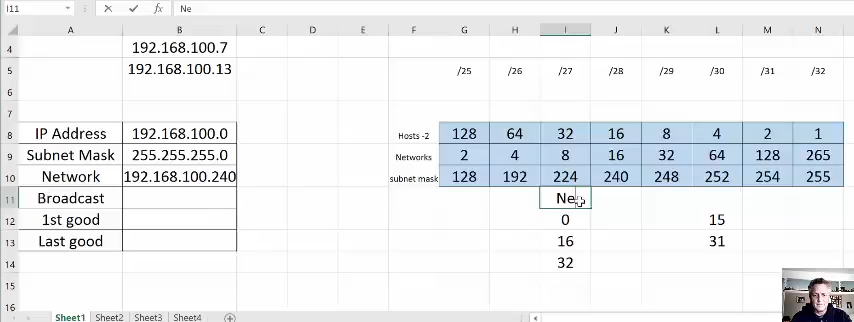 I11 fx Ne
A B C D E F G H I J K L M N
4 192.168.100.7
5 192.168.100.13 /25 /26 /27 /28 /29 /30 /31 /32
6
7
8 IP Address 192.168.100.0 Hosts -2 128 64 32 16 8 4 2 1
9 Subnet Mask 255.255.255.0 Networks 2 4 8 16 32 64 128 265
10 Network 192.168.100.240 subnet mask 128 192 224 240 248 252 254 255
11 Broadcast Ne
12 1st good 0 15
13 Last good 16 31
14 32
15
16
Sheet1 Sheet2 Sheet3 Sheet4